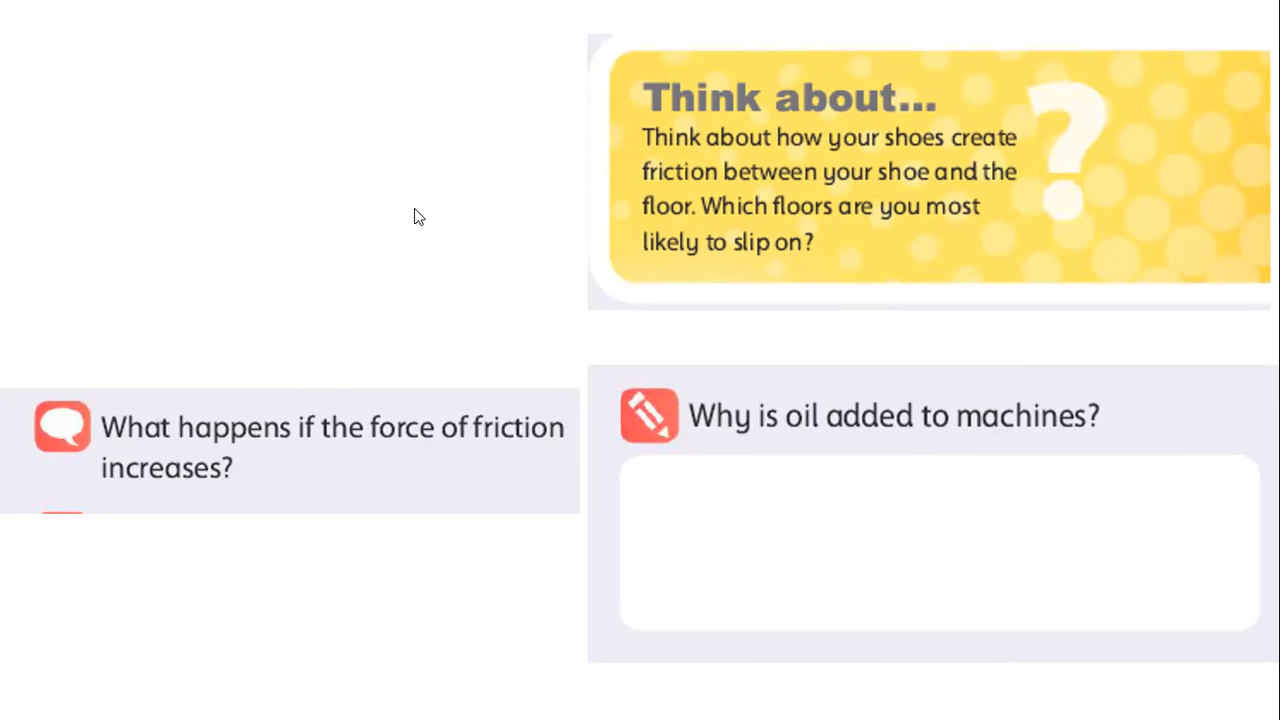 Think about...
Think about how your shoes create
friction between your shoe and the
floor. Which floors are you most
likely to slip on?
?
What happens if the force of friction
increases?
Why is oil added to machines?